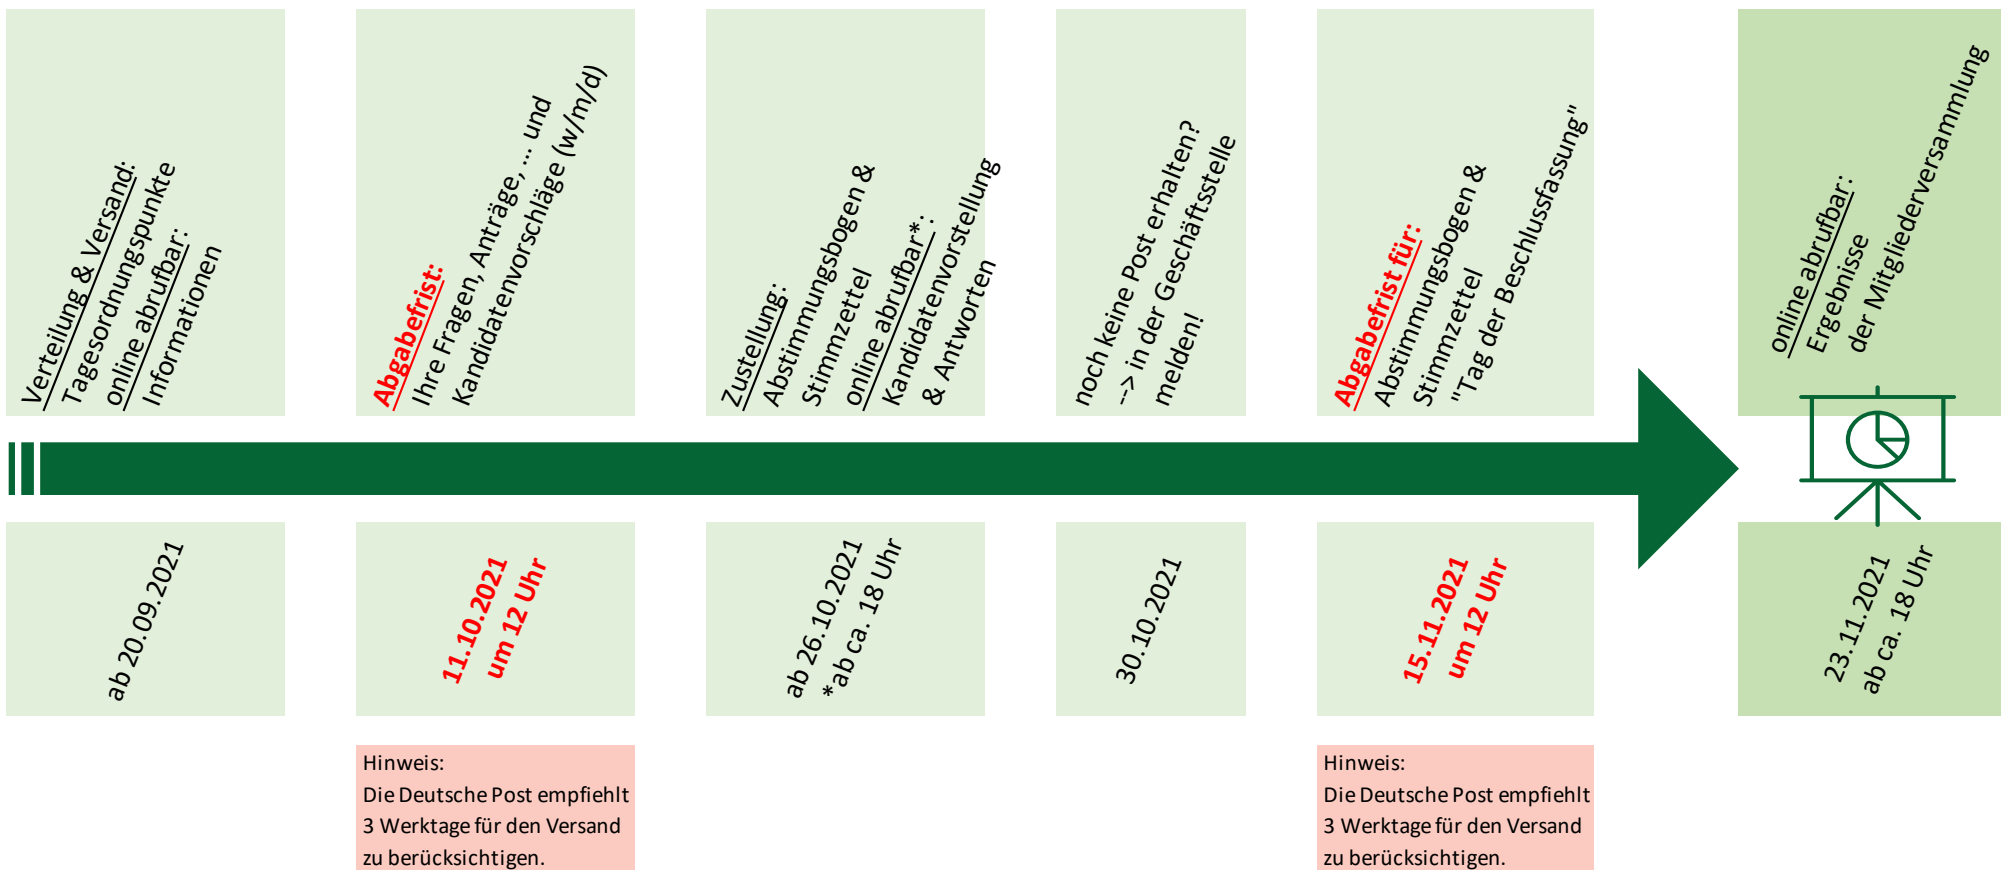 Verteilung & Versand:
Tagesordnungspunkte
online abrufbar:
Informationen
Abgabefrist:
Ihre Fragen, Anträge, ... und
Kandidatenvorschläge (w/m/d)
Zustellung:
Abstimmungsbogen &
Stimmzettel
online abrufbar*:
Kandidatenvorstellung
& Antworten
noch keine Post erhalten?
--> in der Geschäftsstelle
melden!
Abgabefrist für:
Abstimmungsbogen &
Stimmzettel
"Tag der Beschlussfassung"
online abrufbar:
Ergebnisse
der Mitgliederversammlung
ab 20.09.2021
11.10.2021
um 12 Uhr
ab 26.10.2021
*ab ca. 18 Uhr
30.10.2021
15.11.2021
um 12 Uhr
23.11.2021
ab ca. 18 Uhr
Hinweis:
Die Deutsche Post empfiehlt
3 Werktage für den Versand
zu berücksichtigen.
Hinweis:
Die Deutsche Post empfiehlt
3 Werktage für den Versand
zu berücksichtigen.